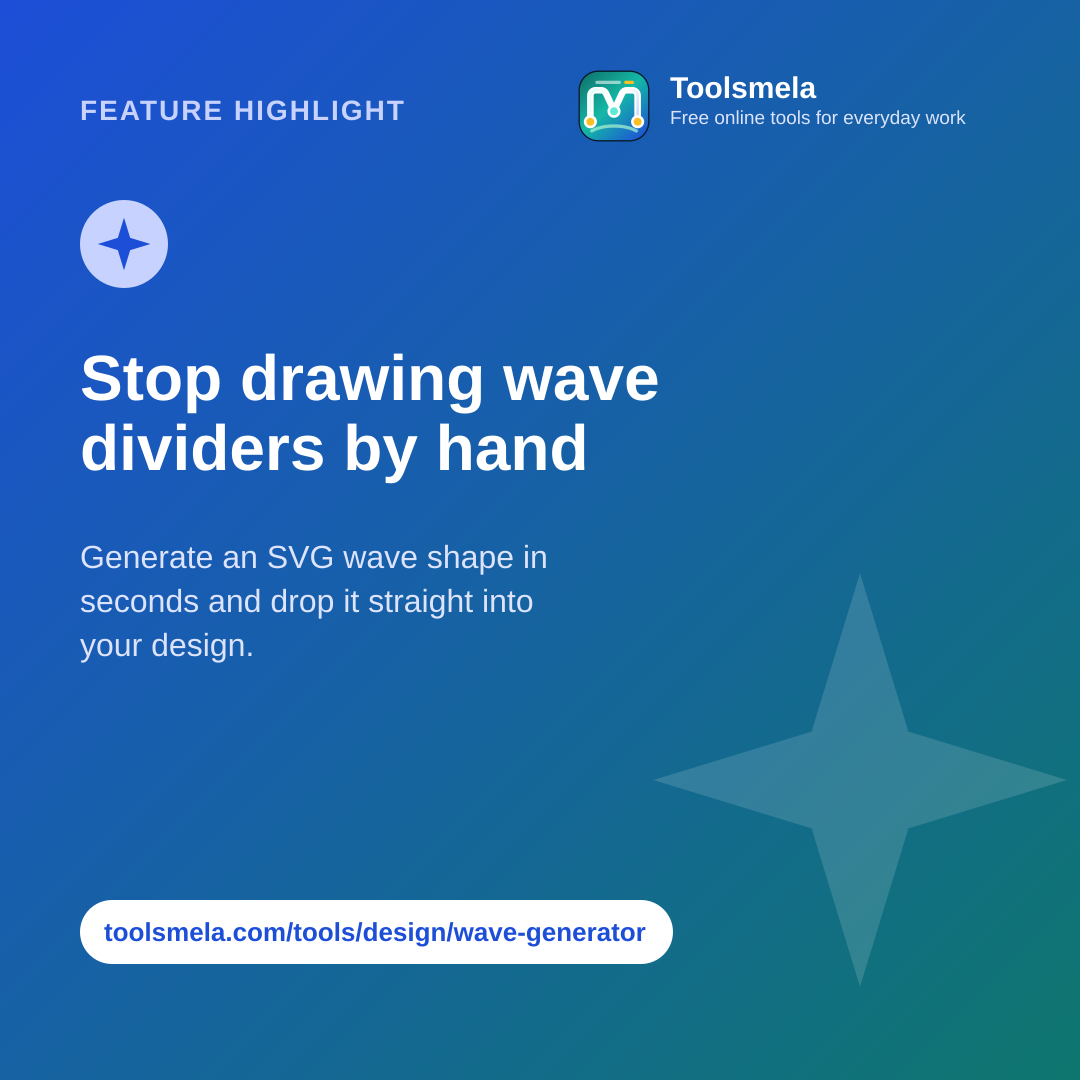 FEATURE HIGHLIGHT
Toolsmela
Free online tools for everyday work
Stop drawing wave
dividers by hand
Generate an SVG wave shape in
seconds and drop it straight into
your design.
toolsmela.com/tools/design/wave-generator